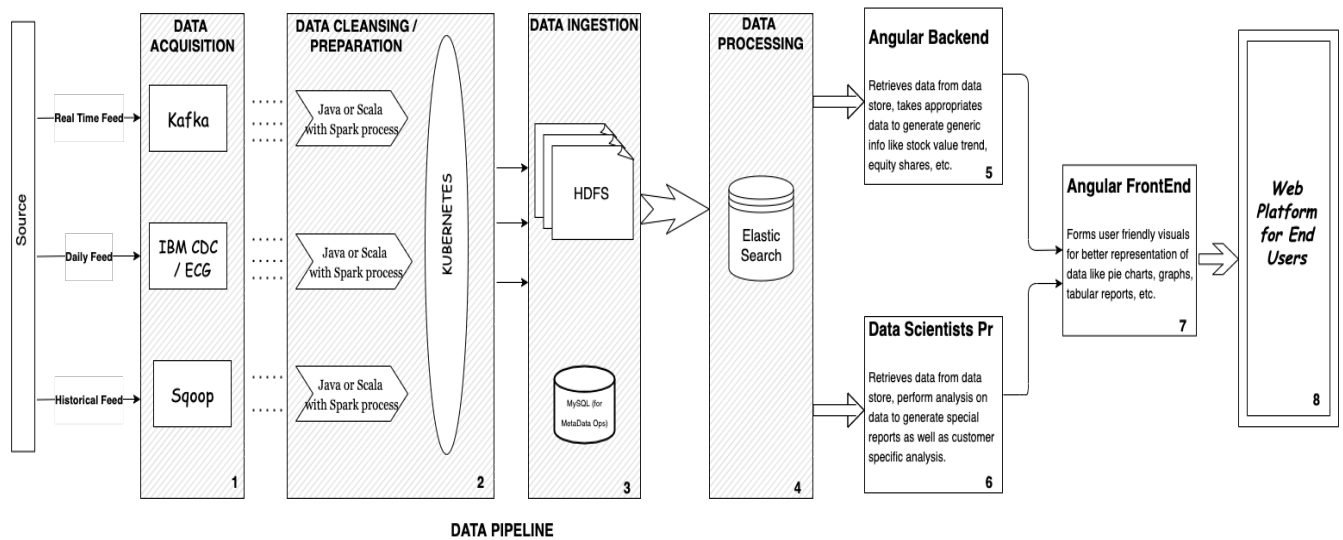 Source
Real Time Feed
Daily Feed
Historical Feed
DATA
ACQUISITION
Kafka
IBM CDC
/ ECG
Sqoop
1
DATA CLEANSING /
PREPARATION
Java or Scala
with Spark process
Java or Scala
with Spark process
Java or Scala
with Spark process
KUBERNETES
2
DATA INGESTION
HDFS
MySQL (for
MetaData Ops)
3
DATA
PROCESSING
Elastic
Search
4
Angular Backend
Retrieves data from data
store, takes appropriates
data to generate generic
info like stock value trend,
equity shares, etc.
5
Data Scientists Pr
Retrieves data from data
store, perform analysis on
data to generate special
reports as well as customer
specific analysis.
6
Angular FrontEnd
Forms user friendly visuals
for better representation of
data like pie charts, graphs,
tabular reports, etc.
7
Web
Platform
for End
Users
8
DATA PIPELINE